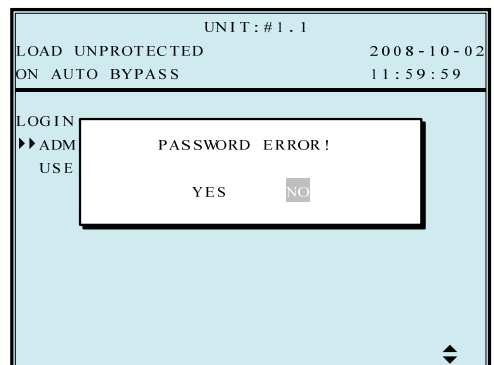 UNIT:#1.1
LOAD UNPROTECTED 2008-10-02
ON AUTO BYPASS 11:59:59
LOGIN
ADM
USE
PASSWORD ERROR!
YES NO